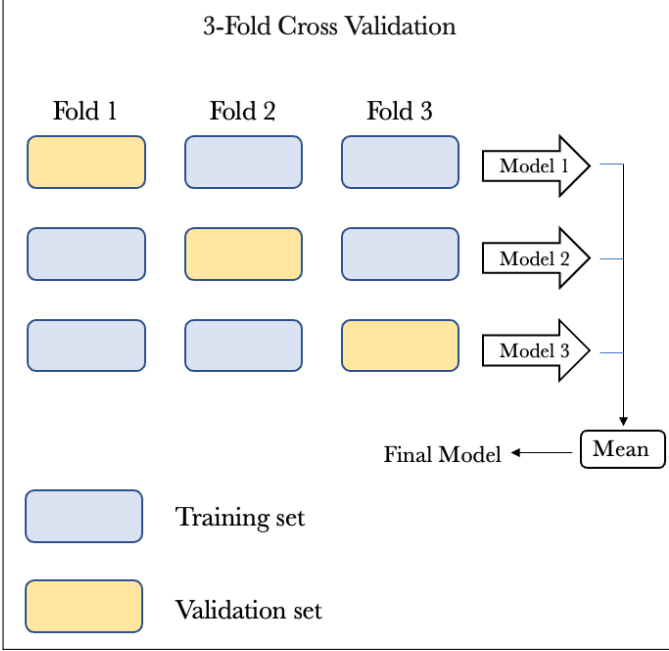 3-Fold Cross Validation
Fold 1 Fold 2 Fold 3
Model 1
Model 2
Model 3
Mean
Final Model
Training set
Validation set